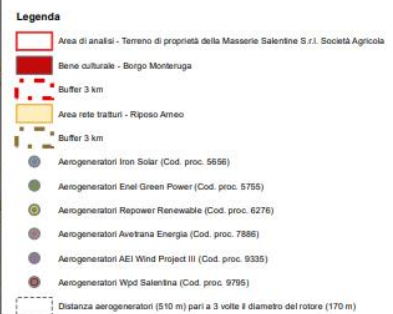 Legenda
Area di analisi - Terreno di proprietà della Masserie Salentine S.r.l. Società Agricola
Bene culturale - Borgo Monteruga
Buffer 3 km
Area rete tratturi - Riposo Arneo
Buffer 3 km
Aerogeneratori Iron Solar (Cod. proc. 5656)
Aerogeneratori Enel Green Power (Cod. proc. 5755)
Aerogeneratori Repower Renewable (Cod. proc. 6276)
Aerogeneratori Avetrana Energia (Cod. proc. 7886)
Aerogeneratori AEI Wind Project III (Cod. proc. 9335)
Aerogeneratori Wpd Salentina (Cod. proc. 9795)
Distanza aerogeneratori (510 m) pari a 3 volte il diametro del rotore (170 m)